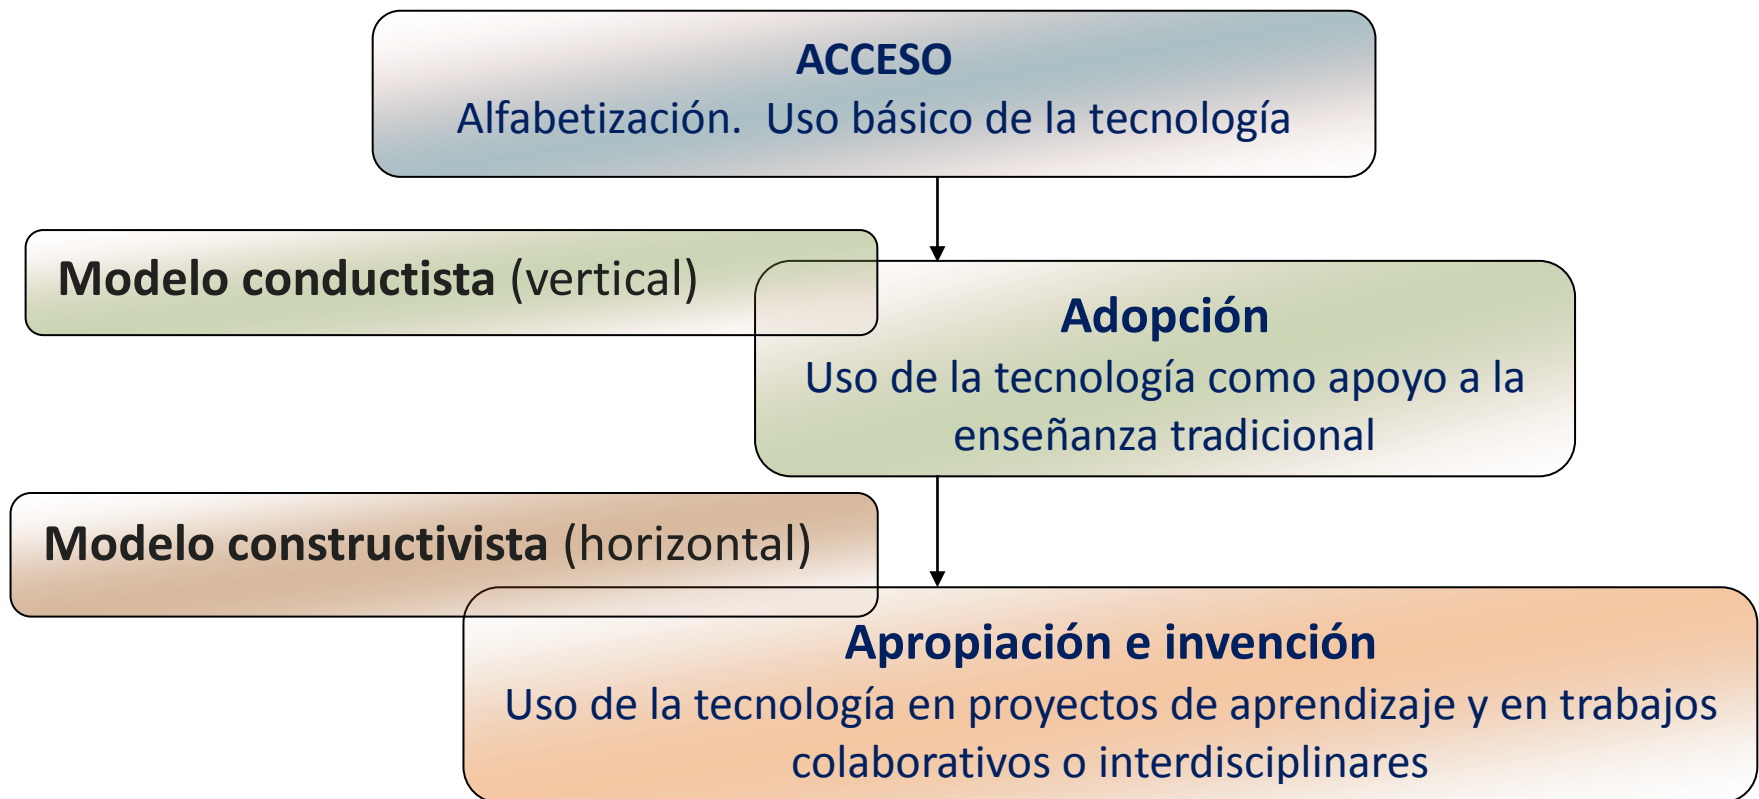 ACCESO
Alfabetización.  Uso básico de la tecnología
Modelo conductista (vertical)
Adopción
Uso de la tecnología como apoyo a la
enseñanza tradicional
Modelo constructivista (horizontal)
Apropiación e invención
Uso de la tecnología en proyectos de aprendizaje y en trabajos
colaborativos o interdisciplinares